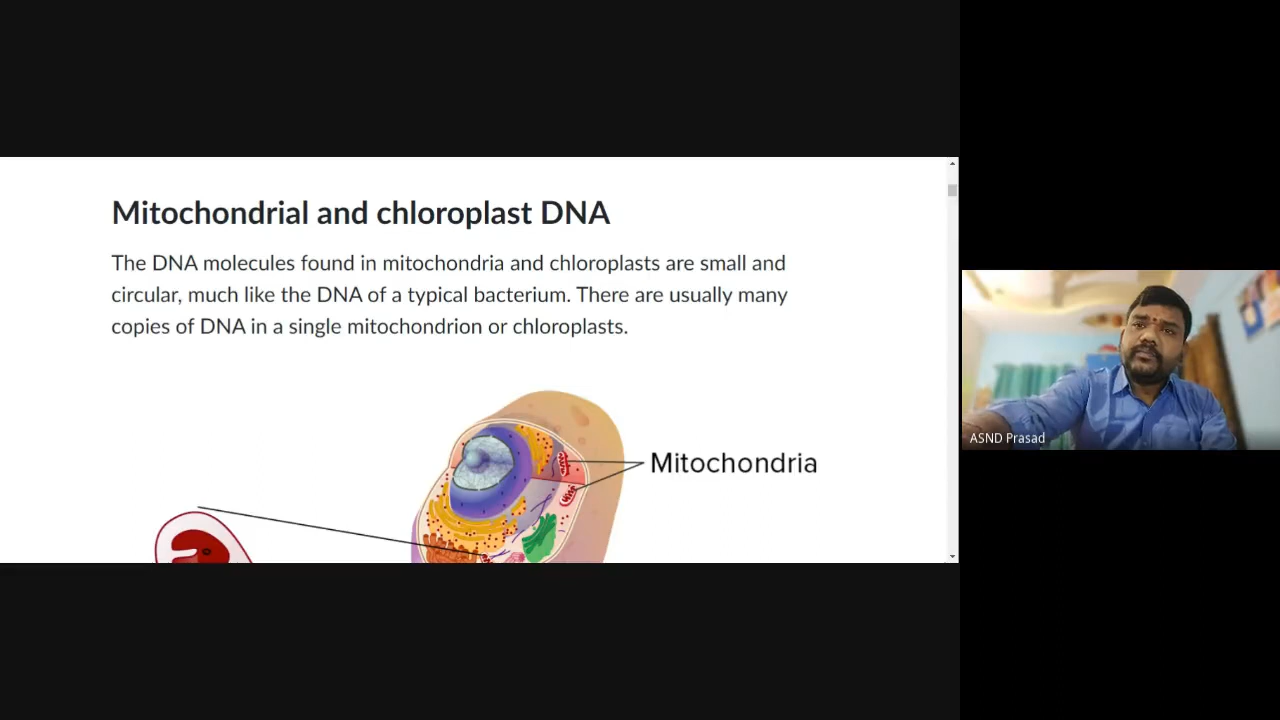 Mitochondrial and chloroplast DNA
The DNA molecules found in mitochondria and chloroplasts are small and
circular, much like the DNA of a typical bacterium. There are usually many
copies of DNA in a single mitochondrion or chloroplasts.
Mitochondria
ASND Prasad